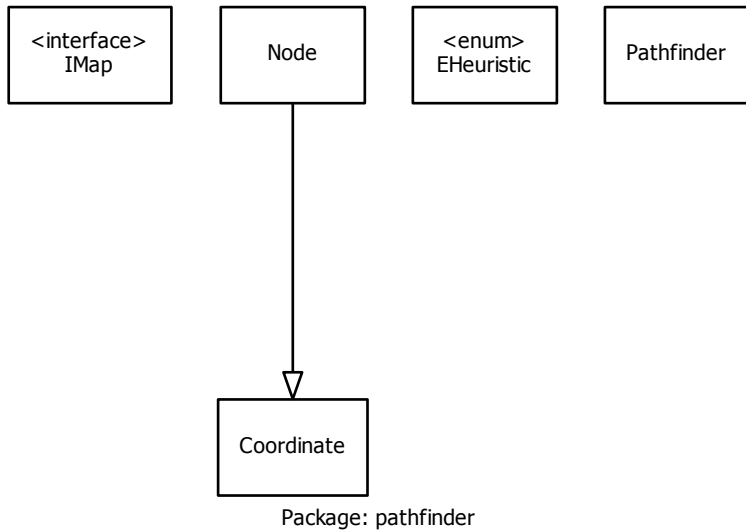 <interface>
IMap
Node
<enum>
EHeuristic
Pathfinder
Coordinate
Package: pathfinder